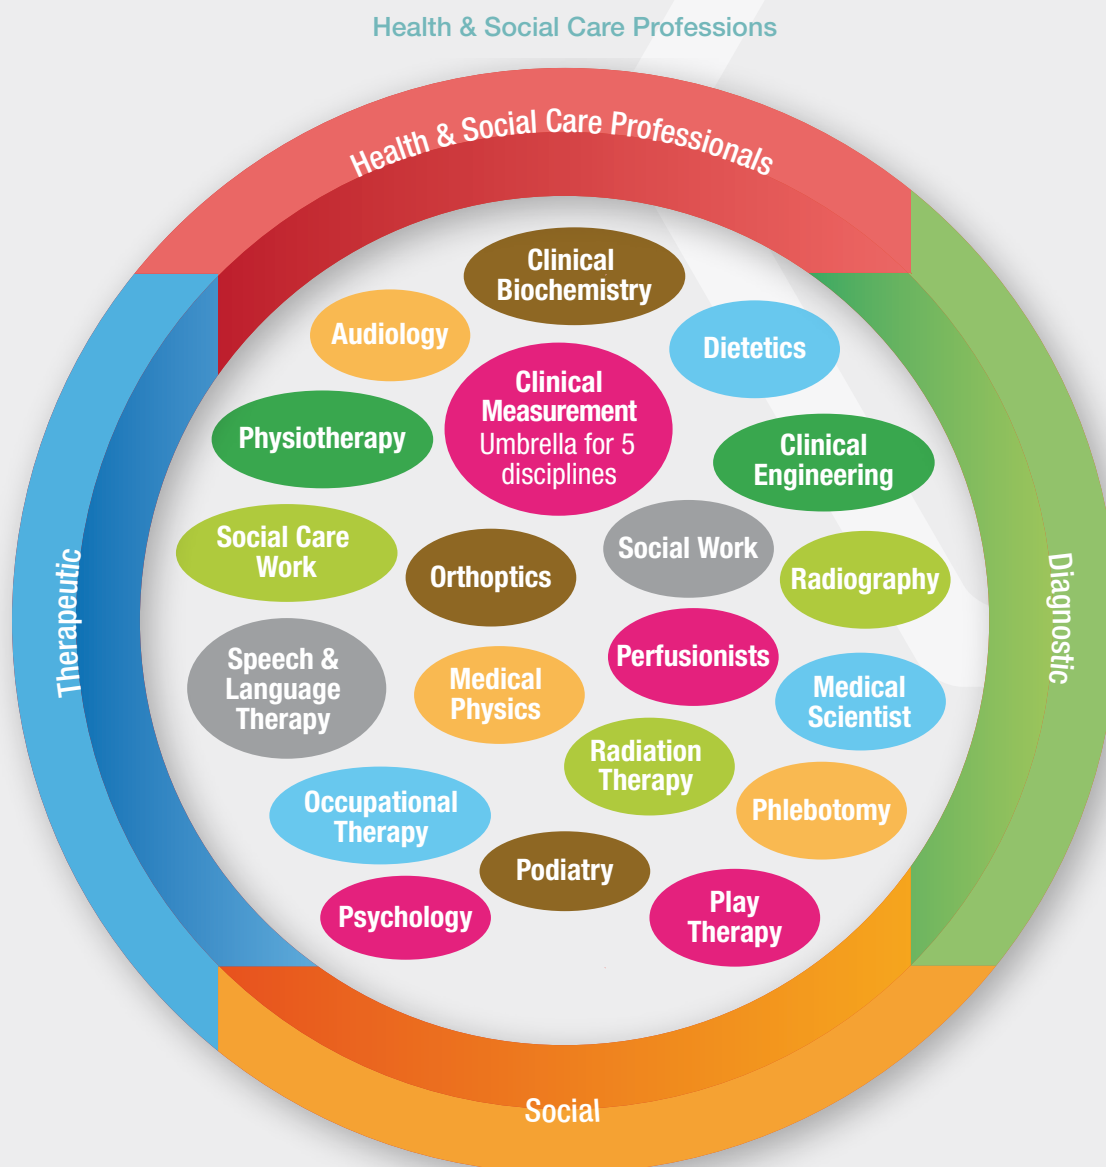 Health & Social Care Professions
Health & Social Care Professionals
Clinical
Biochemistry
Audiology
Dietetics
Clinical
Measurement
Umbrella for 5
disciplines
Physiotherapy
Clinical
Engineering
Social Care
Work
Orthoptics
Social Work
Radiography
Therapeutic
Diagnostic
Speech &
Language
Therapy
Medical
Physics
Perfusionists
Medical
Scientist
Radiation
Therapy
Occupational
Therapy
Phlebotomy
Podiatry
Psychology
Play
Therapy
Social